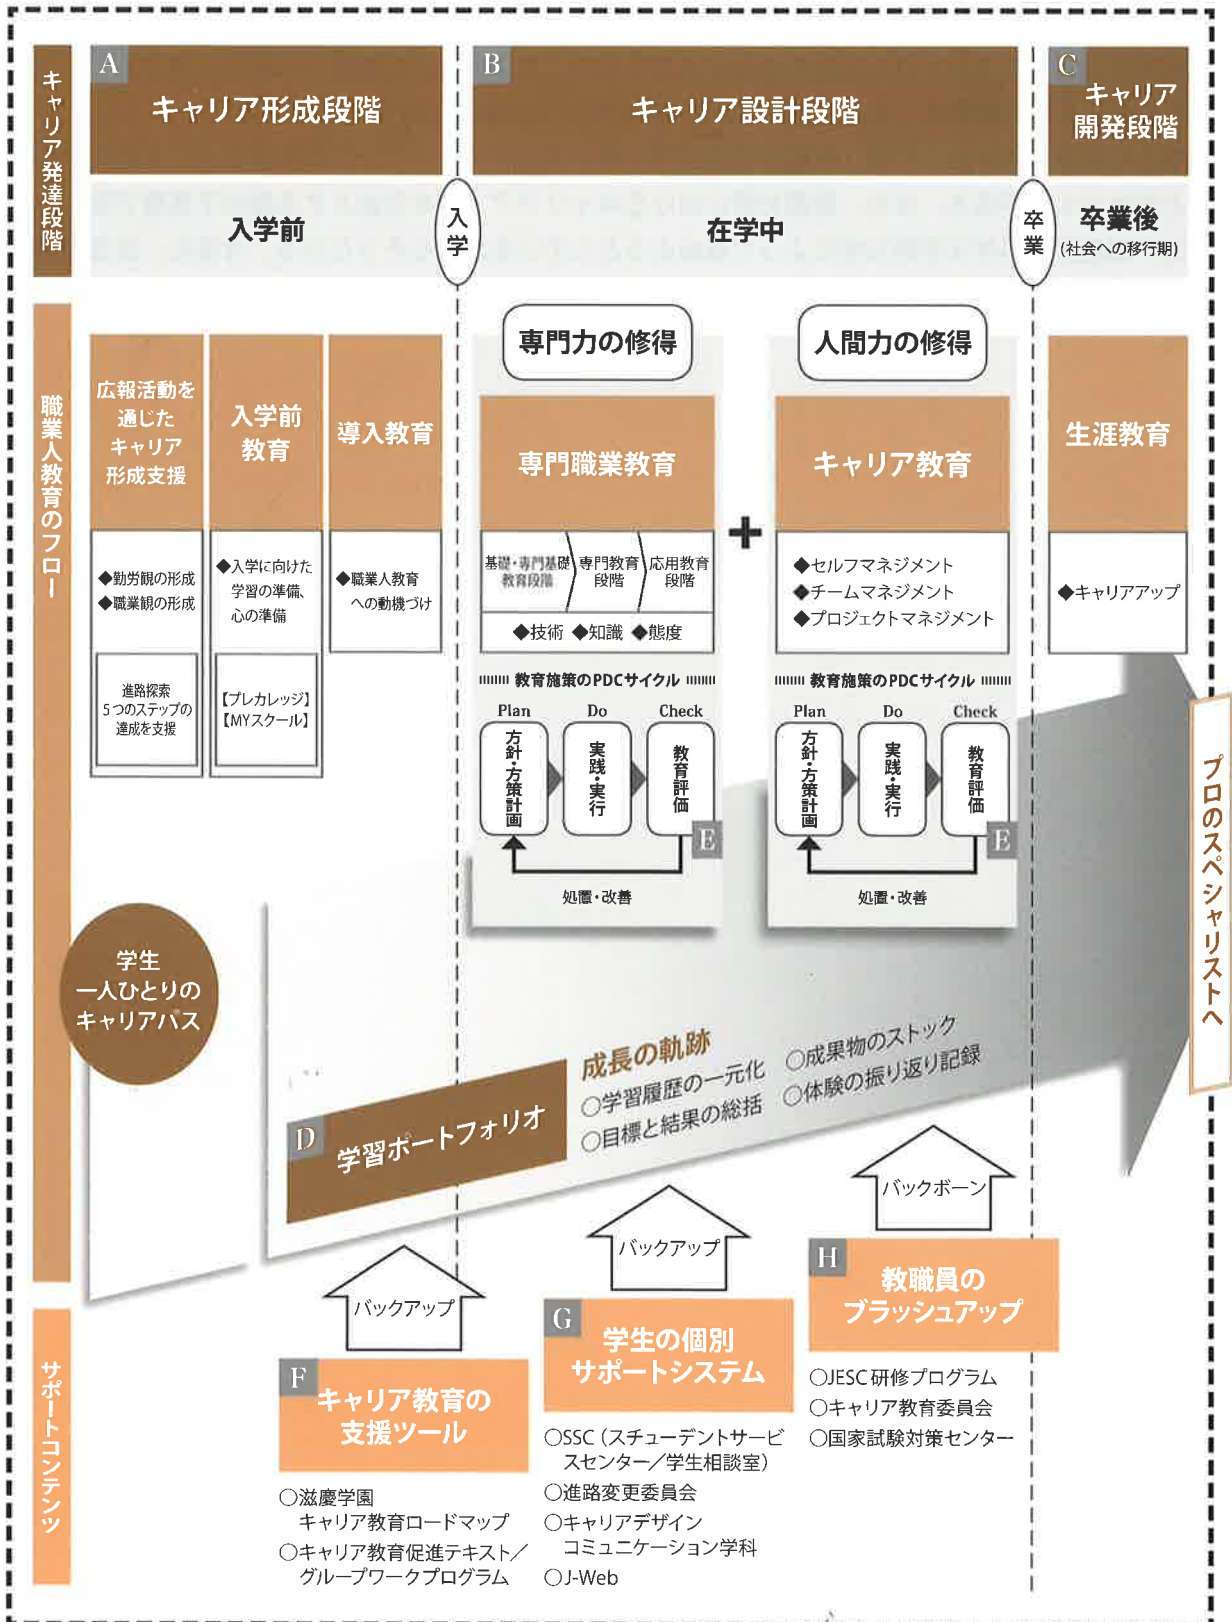 キャリア発達段階
A
キャリア形成段階
B
キャリア設計段階
C
キャリア
開発段階
入学前
入学
在学中
卒業
卒業後
(社会への移行期)
職業人教育のフロー
広報活動を
通じた
キャリア
形成支援
◆勤労観の形成
◆職業観の形成
進路探索
5つのステップの
達成を支援
入学前
教育
◆入学に向けた
学習の準備、
心の準備
【プレカレッジ】
【MYスクール】
導入教育
◆職業人教育
への動機づけ
専門力の修得
専門職業教育
基礎・専門基礎
教育段階
専門教育
段階
応用教育
段階
◆技術 ◆知識 ◆態度
教育施策のPDCサイクル
Plan Do Check
方針・方策計画
実践・実行
教育評価
E
処置・改善
+
人間力の修得
キャリア教育
◆セルフマネジメント
◆チームマネジメント
◆プロジェクトマネジメント
教育施策のPDCサイクル
Plan Do Check
方針・方策計画
実践・実行
教育評価
E
処置・改善
生涯教育
◆キャリアアップ
プロのスペシャリストへ
学生
一人ひとりの
キャリアパス
D
学習ポートフォリオ
成長の軌跡
○学習履歴の一元化 ○成果物のストック
○目標と結果の総括 ○体験の振り返り記録
サポートコンテンツ
バックアップ
F
キャリア教育の
支援ツール
○滋慶学園
キャリア教育ロードマップ
○キャリア教育促進テキスト／
グループワークプログラム
バックアップ
G
学生の個別
サポートシステム
○SSC（スチューデントサービ
スセンター／学生相談室）
○進路変更委員会
○キャリアデザイン
コミュニケーション学科
○J-Web
バックボーン
H
教職員の
ブラッシュアップ
○JESC研修プログラム
○キャリア教育委員会
○国家試験対策センター